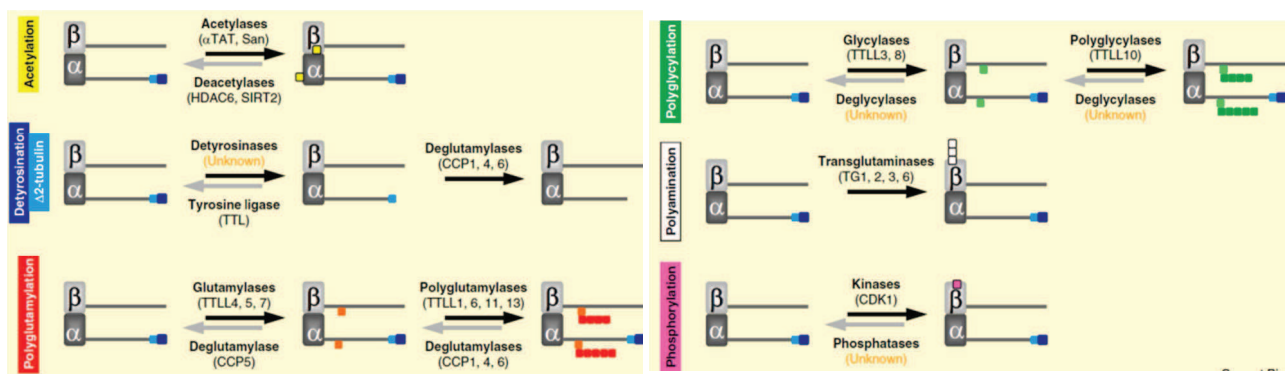 Acetylation
β
α
Acetylases
(αTAT, San)
Deacetylases
(HDAC6, SIRT2)
β
α
Detyrosination
Δ2-tubulin
β
α
Detyrosinases
(Unknown)
Tyrosine ligase
(TTL)
β
α
Deglutamylases
(CCP1, 4, 6)
β
α
Polyglutamylation
β
α
Glutamylases
(TTLL4, 5, 7)
Deglutamylase
(CCP5)
β
α
Polyglutamylases
(TTLL1, 6, 11, 13)
Deglutamylases
(CCP1, 4, 6)
β
α
Polyglycylation
β
α
Glycylases
(TTLL3, 8)
Deglycylases
(Unknown)
β
α
Polyglycylases
(TTLL10)
Deglycylases
(Unknown)
β
α
Polyamination
β
α
Transglutaminases
(TG1, 2, 3, 6)
β
α
Phosphorylation
β
α
Kinases
(CDK1)
Phosphatases
(Unknown)
β
α